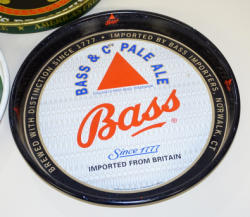 BREWED WITH DISTINCTION SINCE 1777 • IMPORTED BY BASS IMPORTERS, NORWALK, CT.
BASS & Co PALE ALE
Bass
Since 1777
IMPORTED FROM BRITAIN